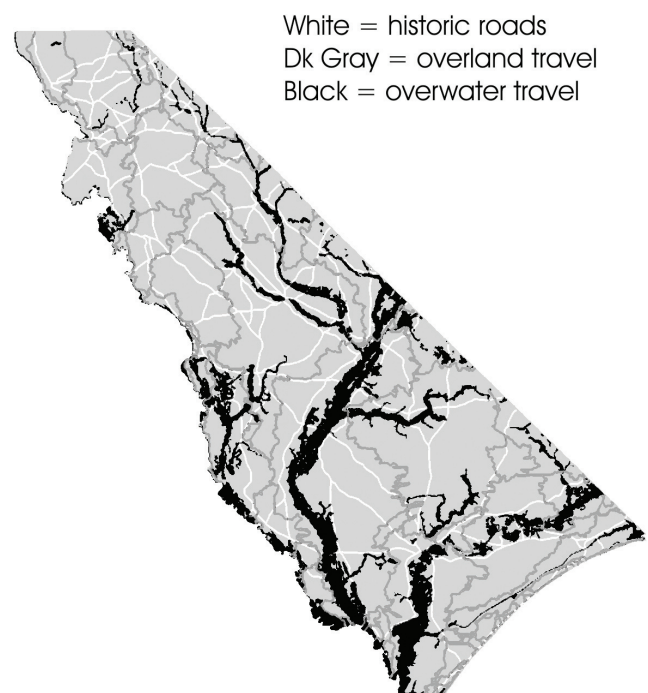 White = historic roads
Dk Gray = overland travel
Black = overwater travel